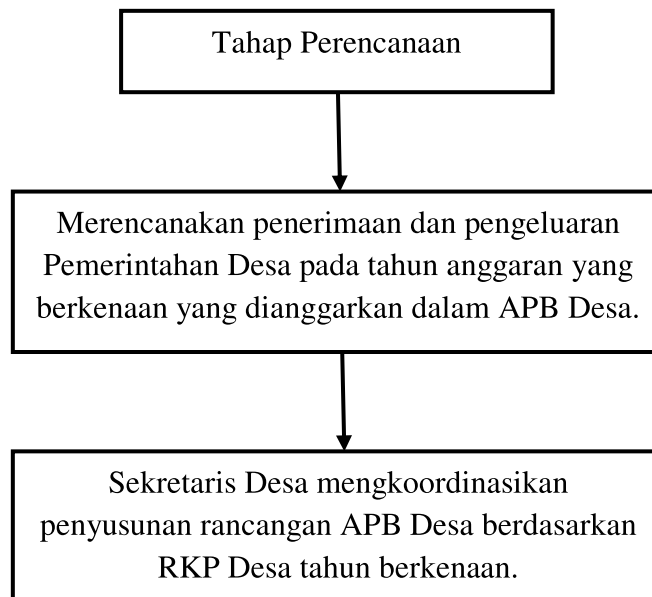 Tahap Perencanaan
Merencanakan penerimaan dan pengeluaran
Pemerintahan Desa pada tahun anggaran yang
berkenaan yang dianggarkan dalam APB Desa.
Sekretaris Desa mengkoordinasikan
penyusunan rancangan APB Desa berdasarkan
RKP Desa tahun berkenaan.